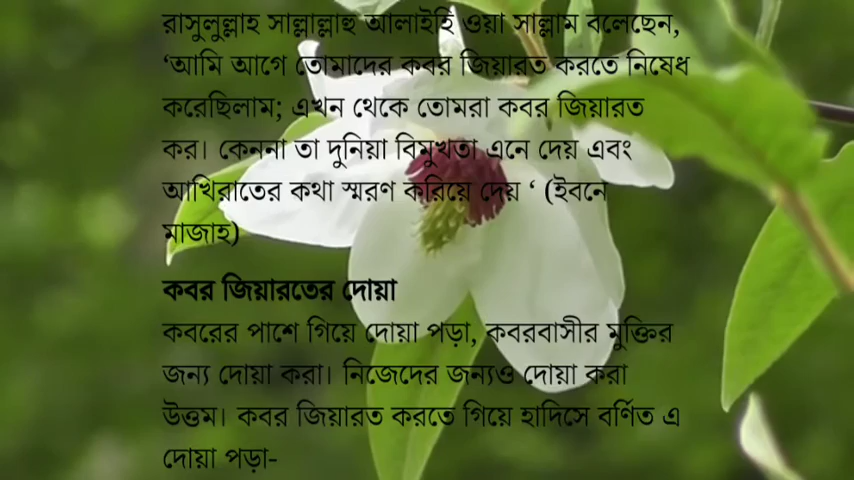 রাসুলুল্লাহ সাল্লাল্লাহু আলাইহি ওয়া সাল্লাম বলেছেন,
‘আমি আগে তোমাদের কবর জিয়ারত করতে নিষেধ
করেছিলাম; এখন থেকে তোমরা কবর জিয়ারত
কর। কেননা তা দুনিয়া বিমুখতা এনে দেয় এবং
আখিরাতের কথা স্মরণ করিয়ে দেয় ‘ (ইবনে
মাজাহ)
কবর জিয়ারতের দোয়া
কবরের পাশে গিয়ে দোয়া পড়া, কবরবাসীর মুক্তির
জন্য দোয়া করা। নিজেদের জন্যও দোয়া করা
উত্তম। কবর জিয়ারত করতে গিয়ে হাদিসে বর্ণিত এ
দোয়া পড়া-